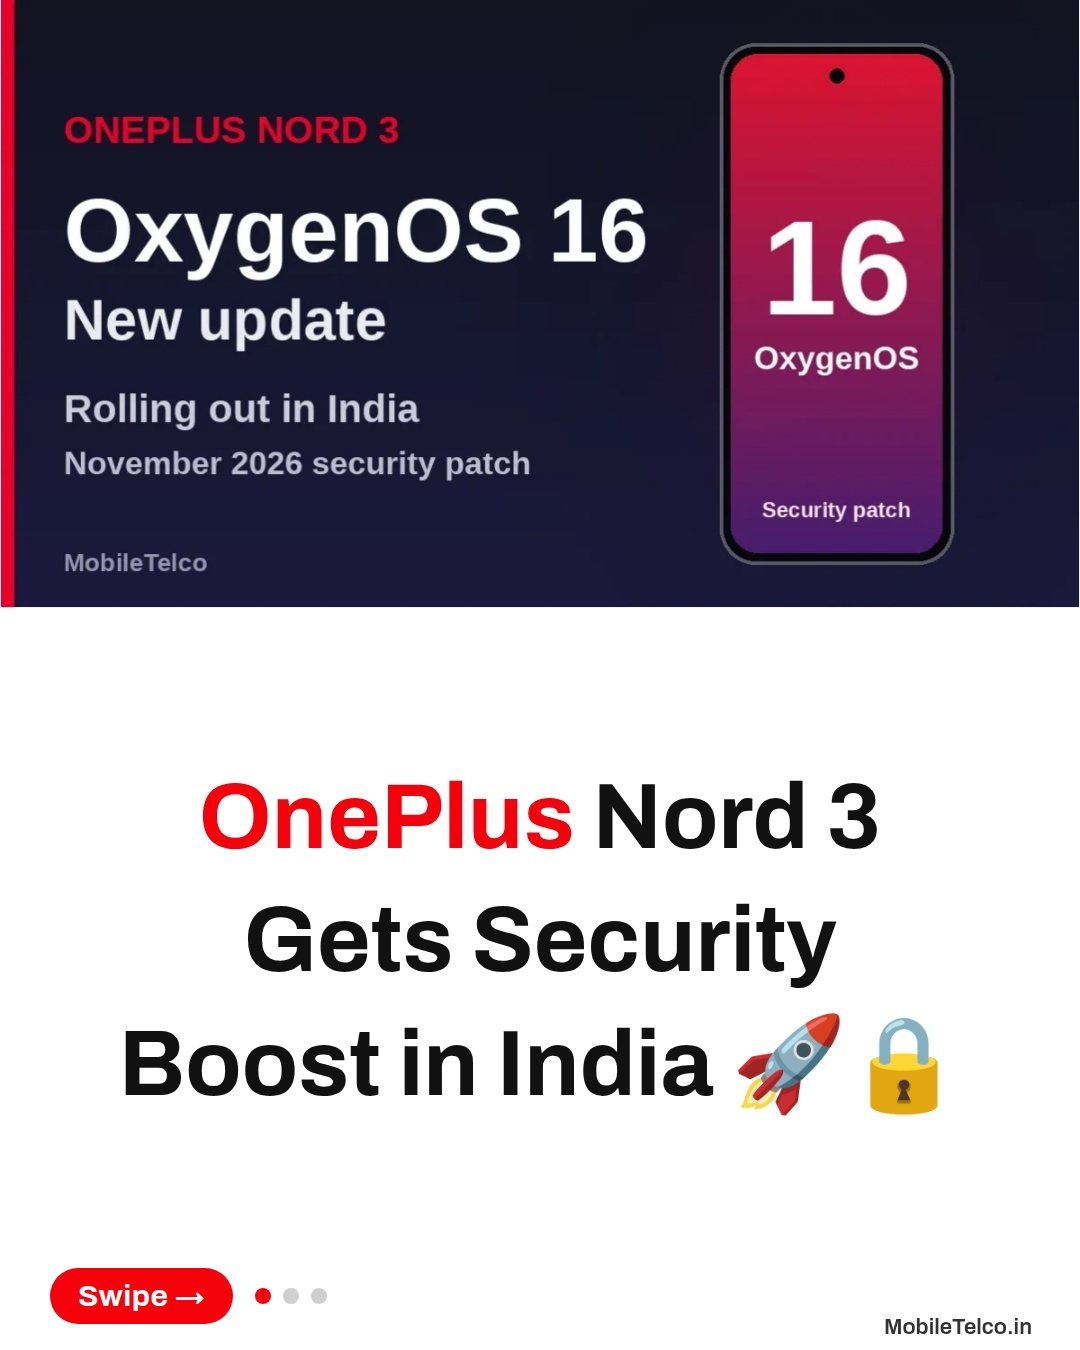 ONEPLUS NORD 3
OxygenOS 16
New update
Rolling out in India
November 2026 security patch
MobileTelco
16
OxygenOS
Security patch
OnePlus Nord 3
Gets Security
Boost in India 🚀 🔒
Swipe →
MobileTelco.in